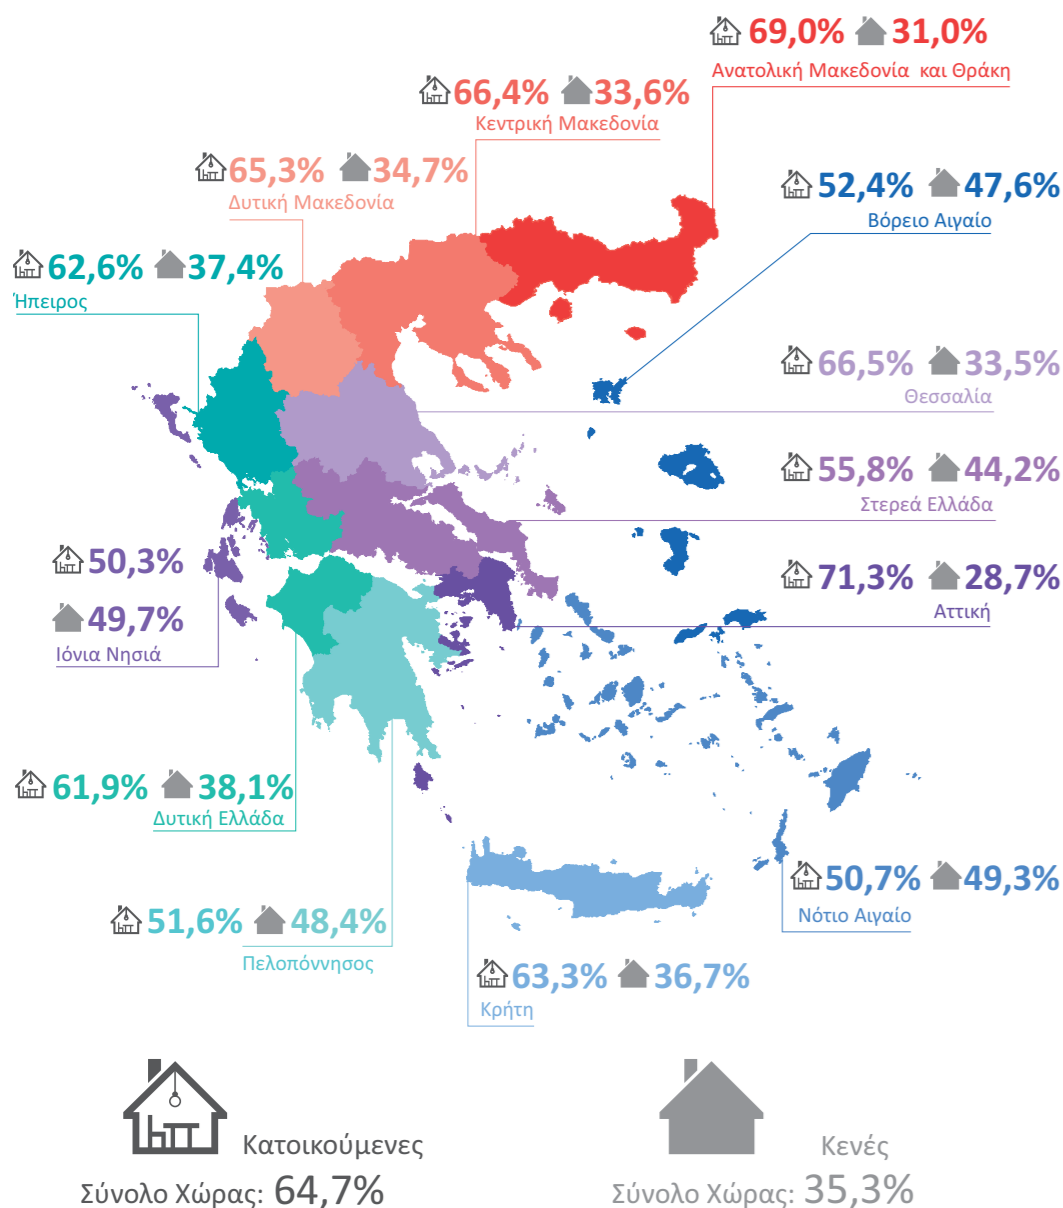 69,0% 31,0%
Ανατολική Μακεδονία και Θράκη
66,4% 33,6%
Κεντρική Μακεδονία
65,3% 34,7%
Δυτική Μακεδονία
52,4% 47,6%
Βόρειο Αιγαίο
62,6% 37,4%
Ήπειρος
66,5% 33,5%
Θεσσαλία
55,8% 44,2%
Στερεά Ελλάδα
50,3%
49,7%
Ιόνια Νησιά
71,3% 28,7%
Αττική
61,9% 38,1%
Δυτική Ελλάδα
50,7% 49,3%
Νότιο Αιγαίο
51,6% 48,4%
Πελοπόννησος
63,3% 36,7%
Κρήτη
Κατοικούμενες
Σύνολο Χώρας: 64,7%
Κενές
Σύνολο Χώρας: 35,3%